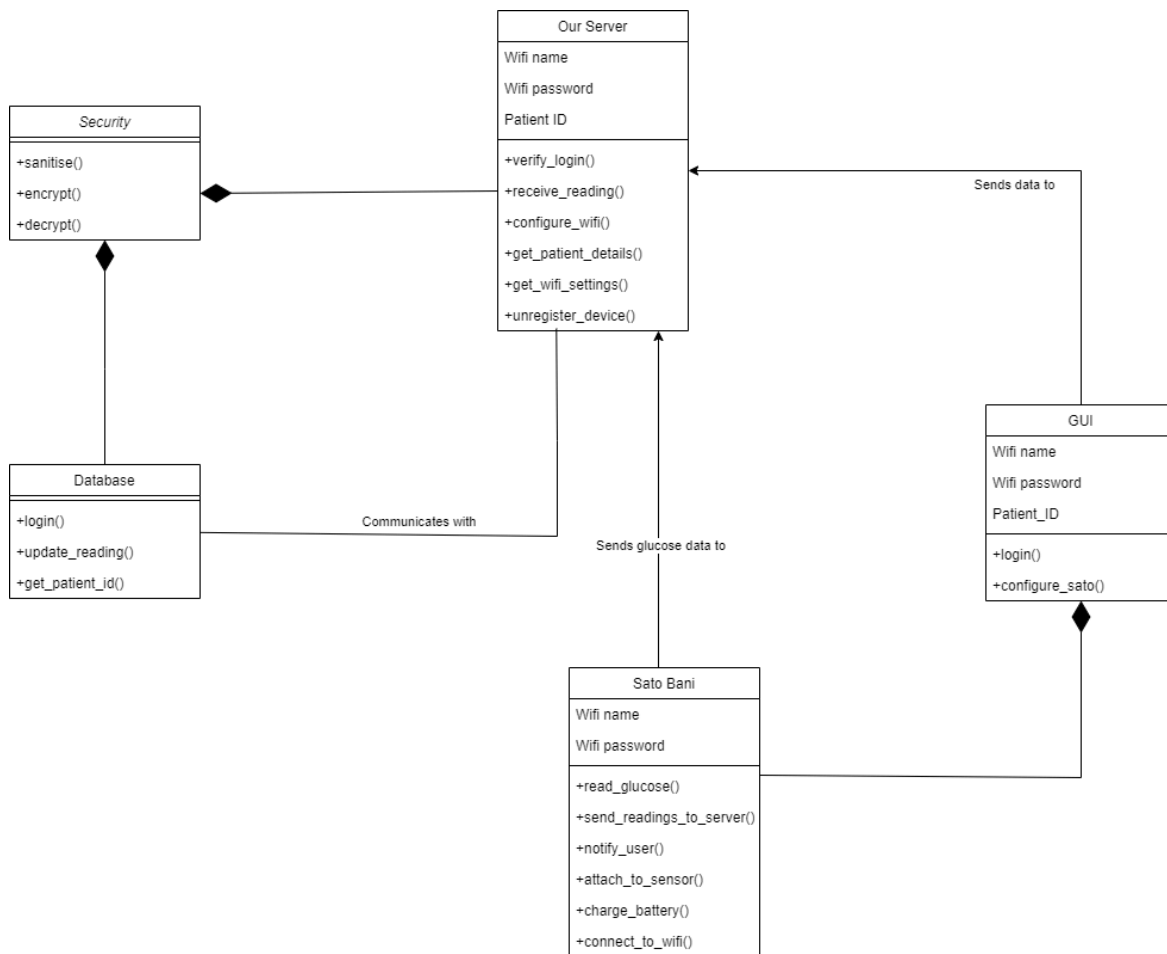 Our Server
Wifi name
Wifi password
Patient ID
+verify_login()
+receive_reading()
+configure_wifi()
+get_patient_details()
+get_wifi_settings()
+unregister_device()
Security
+sanitise()
+encrypt()
+decrypt()
Sends data to
GUI
Wifi name
Wifi password
Patient_ID
+login()
+configure_sato()
Database
+login()
+update_reading()
+get_patient_id()
Communicates with
Sends glucose data to
Sato Bani
Wifi name
Wifi password
+read_glucose()
+send_readings_to_server()
+notify_user()
+attach_to_sensor()
+charge_battery()
+connect_to_wifi()